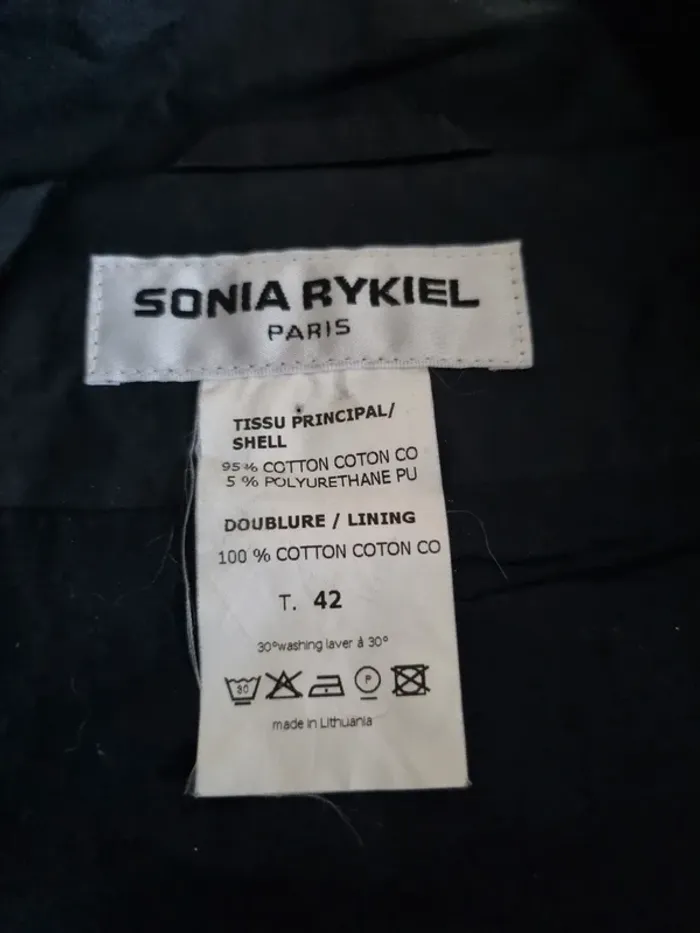 SONIA RYKIEL
PARIS
TISSU PRINCIPAL/
SHELL
95 % COTTON COTON CO
5 % POLYURETHANE PU
DOUBLURE / LINING
100 % COTTON COTON CO
T. 42
30°washing laver à 30°
30 P
made in Lithuania